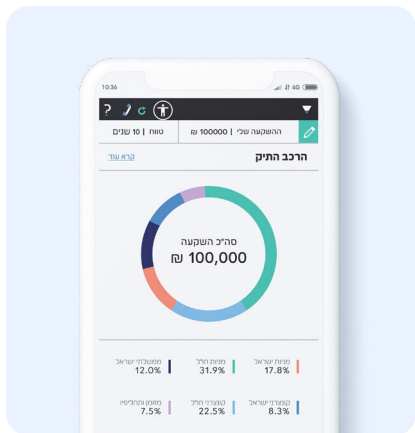 10:36
4G
ההשקעה שלי | 100000 ₪
טווח | 10 שנים
הרכב התיק
קרא עוד
סה"כ השקעה
₪ 100,000
מניות ישראל
17.8%
מניות חו"ל
31.9%
ממשלתי ישראל
12.0%
קונצרני ישראל
8.3%
קונצרני חו"ל
22.5%
מזומן ותחליפיו
7.5%